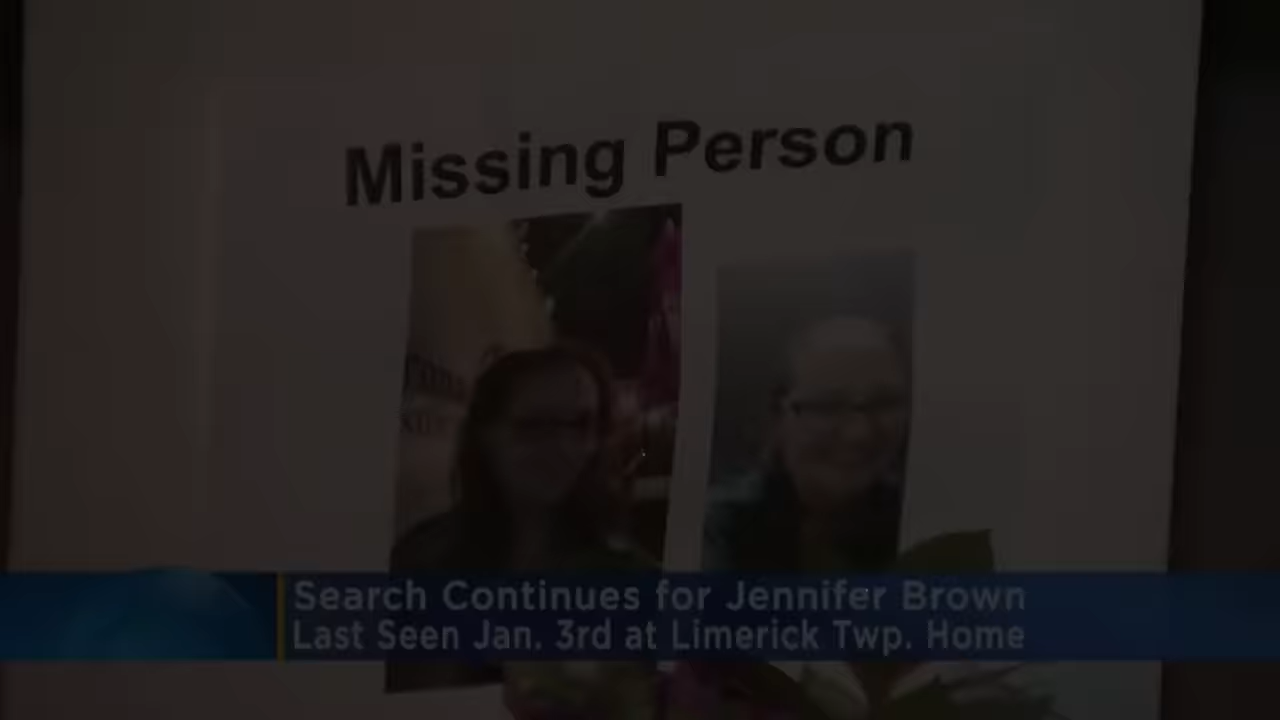 Missing Person
Search Continues for Jennifer Brown
Last Seen Jan. 3rd at Limerick Twp. Home